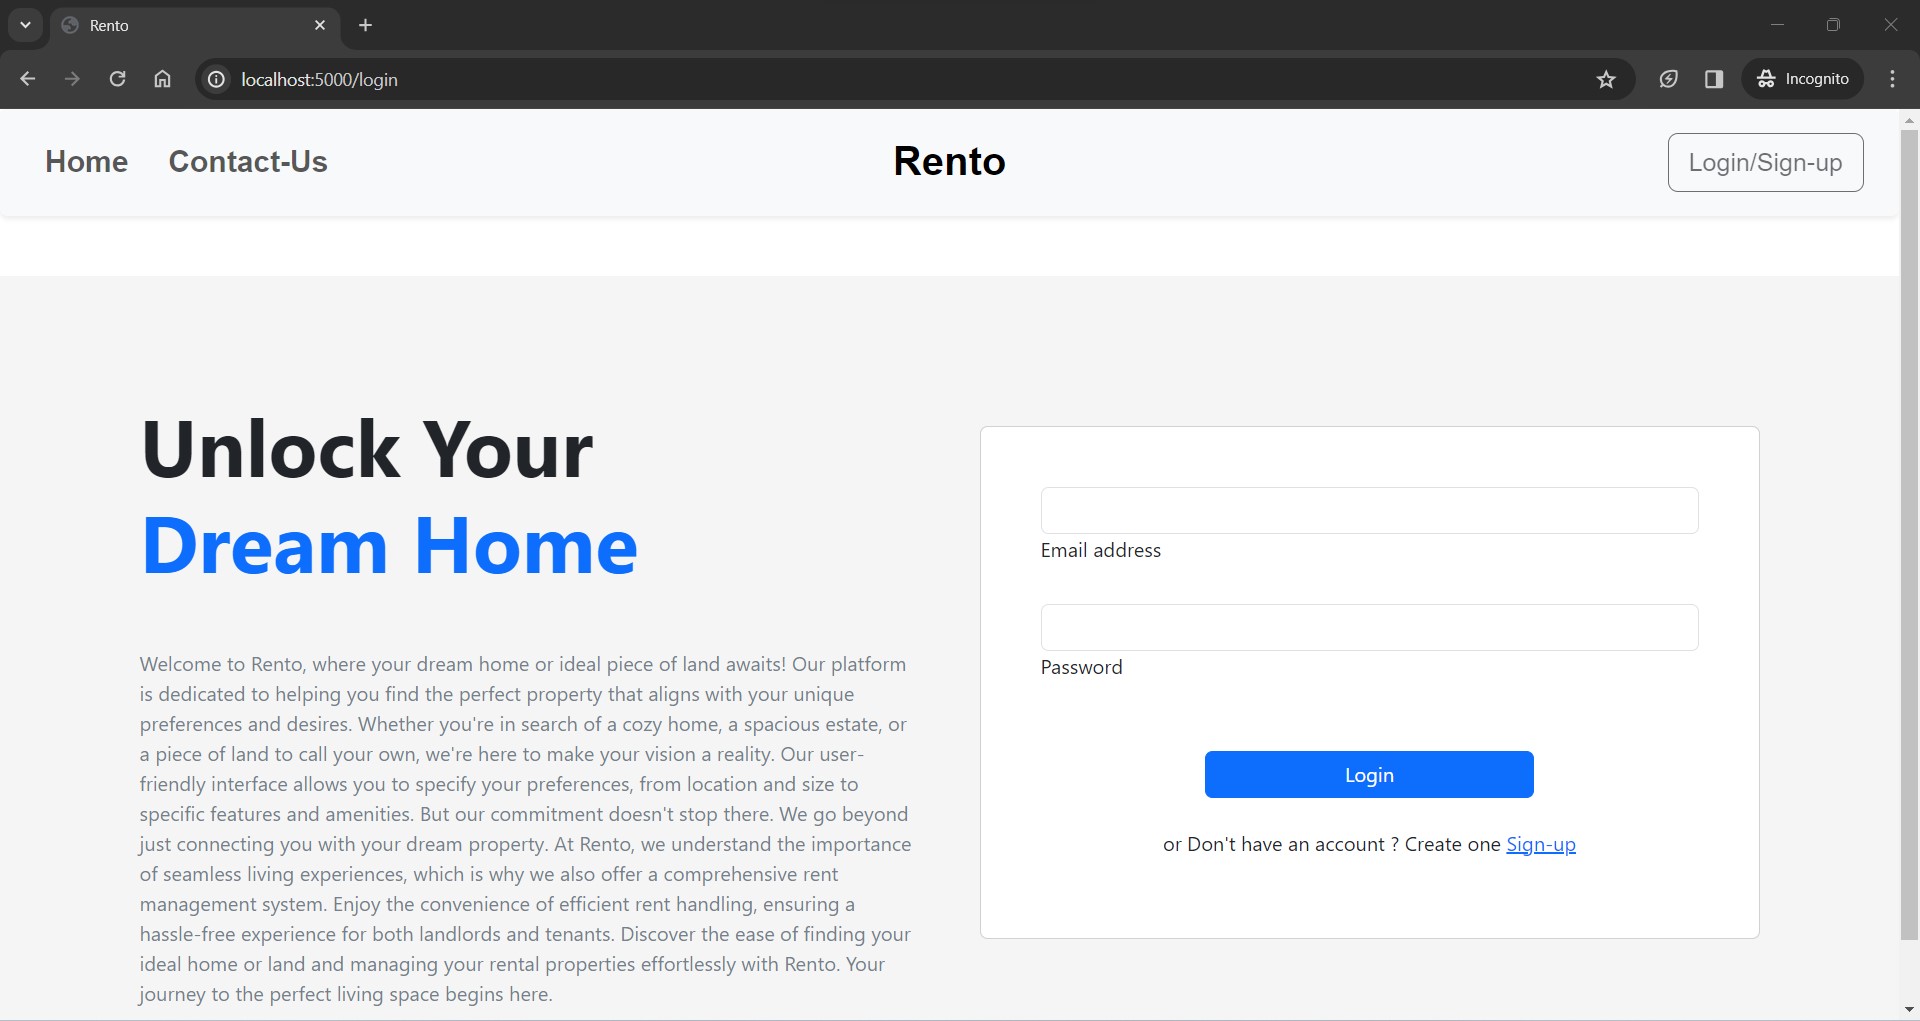 Rento
localhost:5000/login
Incognito
Home
Contact-Us
Rento
Login/Sign-up
Unlock Your
Dream Home
Welcome to Rento, where your dream home or ideal piece of land awaits! Our platform
is dedicated to helping you find the perfect property that aligns with your unique
preferences and desires. Whether you're in search of a cozy home, a spacious estate, or
a piece of land to call your own, we're here to make your vision a reality. Our user-
friendly interface allows you to specify your preferences, from location and size to
specific features and amenities. But our commitment doesn't stop there. We go beyond
just connecting you with your dream property. At Rento, we understand the importance
of seamless living experiences, which is why we also offer a comprehensive rent
management system. Enjoy the convenience of efficient rent handling, ensuring a
hassle-free experience for both landlords and tenants. Discover the ease of finding your
ideal home or land and managing your rental properties effortlessly with Rento. Your
journey to the perfect living space begins here.
Email address
Password
Login
or Don't have an account ? Create one Sign-up